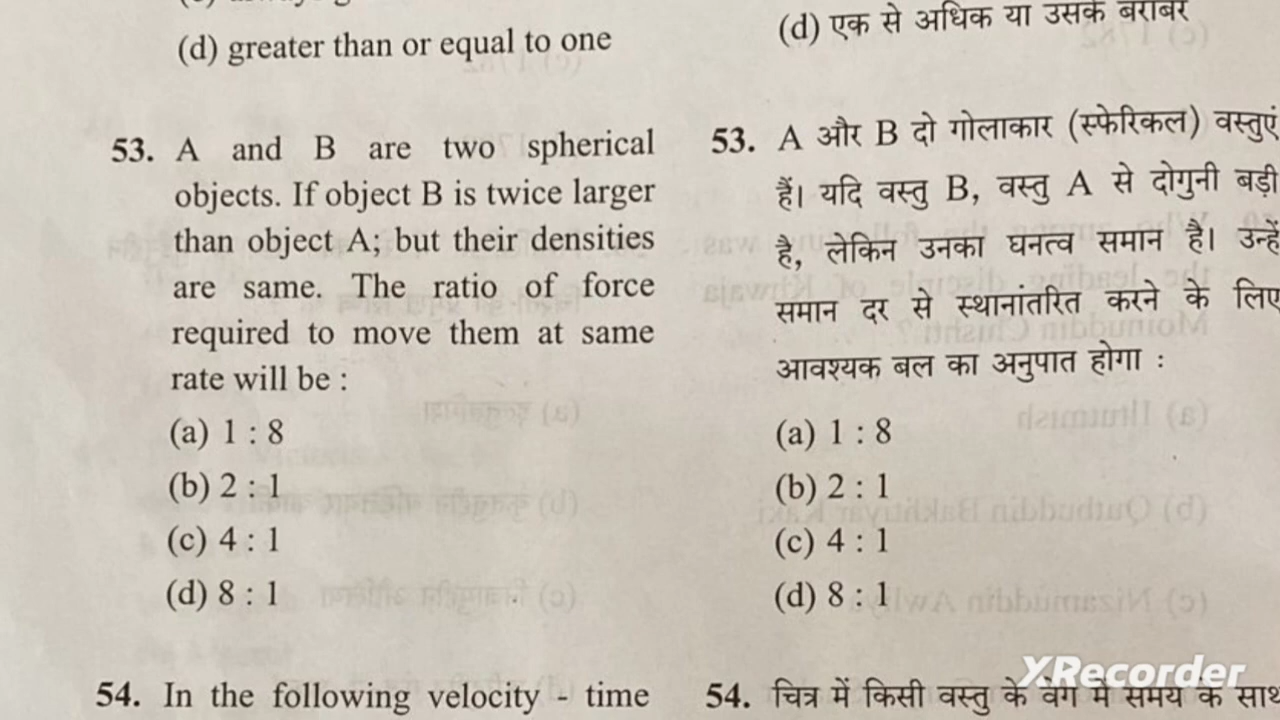 (d) greater than or equal to one
53. A and B are two spherical
objects. If object B is twice larger
than object A; but their densities
are same. The ratio of force
required to move them at same
rate will be :
(a) 1 : 8
(b) 2 : 1
(c) 4 : 1
(d) 8 : 1
54. In the following velocity - time
(d) एक से अधिक या उसके बराबर
53. A और B दो गोलाकार (स्फेरिकल) वस्तुएं
हैं। यदि वस्तु B, वस्तु A से दोगुनी बड़ी
है, लेकिन उनका घनत्व समान है। उन्हें
समान दर से स्थानांतरित करने के लिए
आवश्यक बल का अनुपात होगा :
(a) 1 : 8
(b) 2 : 1
(c) 4 : 1
(d) 8 : 1
54. चित्र में किसी वस्तु के वेग में समय के साथ
XRecorder